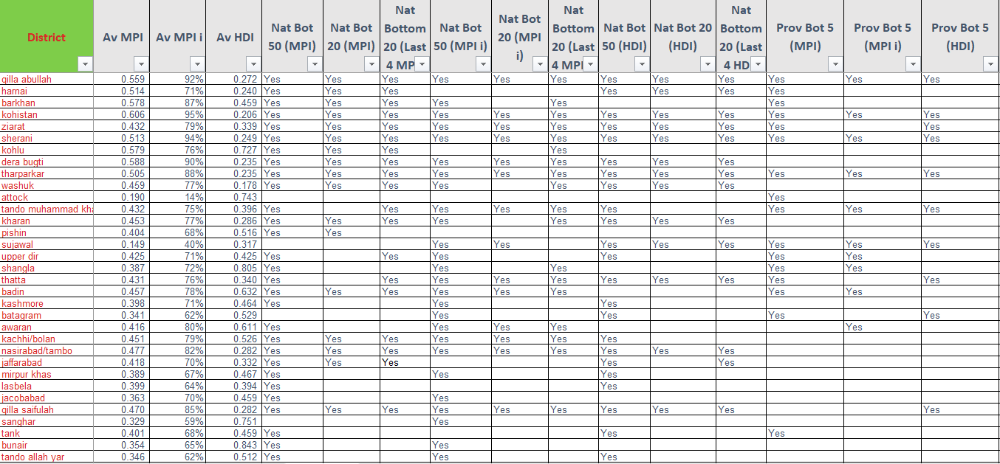 District
Av MPI
Av MPI i
Av HDI
Nat Bot
50 (MPI)
Nat Bot
20 (MPI)
Nat
Bottom
20 (Last
4 MP
Nat Bot
50 (MPI i)
Nat Bot
20 (MPI
i)
Nat
Bottom
20 (Last
4 MPI
Nat Bot
50 (HDI)
Nat Bot 20
(HDI)
Nat
Bottom
20 (Last
4 HD
Prov Bot 5
(MPI)
Prov Bot 5
(MPI i)
Prov Bot 5
(HDI)
qilla abullah 0.559 92% 0.272 Yes Yes Yes Yes Yes Yes Yes Yes Yes Yes Yes Yes
harnai 0.514 71% 0.240 Yes Yes Yes Yes Yes Yes Yes
barkhan 0.578 87% 0.459 Yes Yes Yes Yes Yes Yes
kohistan 0.606 95% 0.206 Yes Yes Yes Yes Yes Yes Yes Yes Yes Yes Yes Yes
ziarat 0.432 79% 0.339 Yes Yes Yes Yes Yes Yes Yes Yes Yes Yes
sherani 0.513 94% 0.249 Yes Yes Yes Yes Yes Yes Yes Yes Yes Yes Yes Yes
kohlu 0.579 76% 0.727 Yes Yes Yes Yes
dera bugti 0.588 90% 0.235 Yes Yes Yes Yes Yes Yes Yes Yes Yes
tharparkar 0.505 88% 0.235 Yes Yes Yes Yes Yes Yes Yes Yes Yes Yes Yes Yes
washuk 0.459 77% 0.178 Yes Yes Yes Yes Yes Yes Yes Yes
attock 0.190 14% 0.743 Yes
tando muhammad kha 0.432 75% 0.396 Yes Yes Yes Yes Yes Yes Yes Yes Yes
kharan 0.453 77% 0.286 Yes Yes Yes Yes Yes Yes Yes Yes
pishin 0.404 68% 0.516 Yes Yes
sujawal 0.149 40% 0.317 Yes Yes Yes Yes Yes Yes Yes Yes
upper dir 0.425 71% 0.425 Yes Yes Yes Yes Yes Yes
shangla 0.387 72% 0.805 Yes Yes Yes Yes Yes
thatta 0.431 76% 0.340 Yes Yes Yes Yes Yes Yes Yes Yes Yes Yes
badin 0.457 78% 0.632 Yes Yes Yes Yes Yes Yes Yes Yes
kashmore 0.398 71% 0.464 Yes Yes Yes
batagram 0.341 62% 0.529 Yes Yes Yes Yes
awaran 0.416 80% 0.611 Yes Yes Yes Yes Yes
kachhi/bolan 0.451 79% 0.526 Yes Yes Yes Yes Yes Yes Yes
nasirabad/tambo 0.477 82% 0.282 Yes Yes Yes Yes Yes Yes Yes Yes Yes
jaffarabad 0.418 70% 0.332 Yes Yes Yes Yes Yes
mirpur khas 0.389 67% 0.467 Yes Yes Yes
lasbela 0.399 64% 0.394 Yes Yes
jacobabad 0.363 70% 0.459 Yes Yes
qilla saifulah 0.470 85% 0.282 Yes Yes Yes Yes Yes Yes Yes Yes Yes Yes
sanghar 0.329 59% 0.751 Yes
tank 0.401 68% 0.459 Yes Yes Yes
bunair 0.354 65% 0.843 Yes Yes
tando allah yar 0.346 62% 0.512 Yes Yes Yes